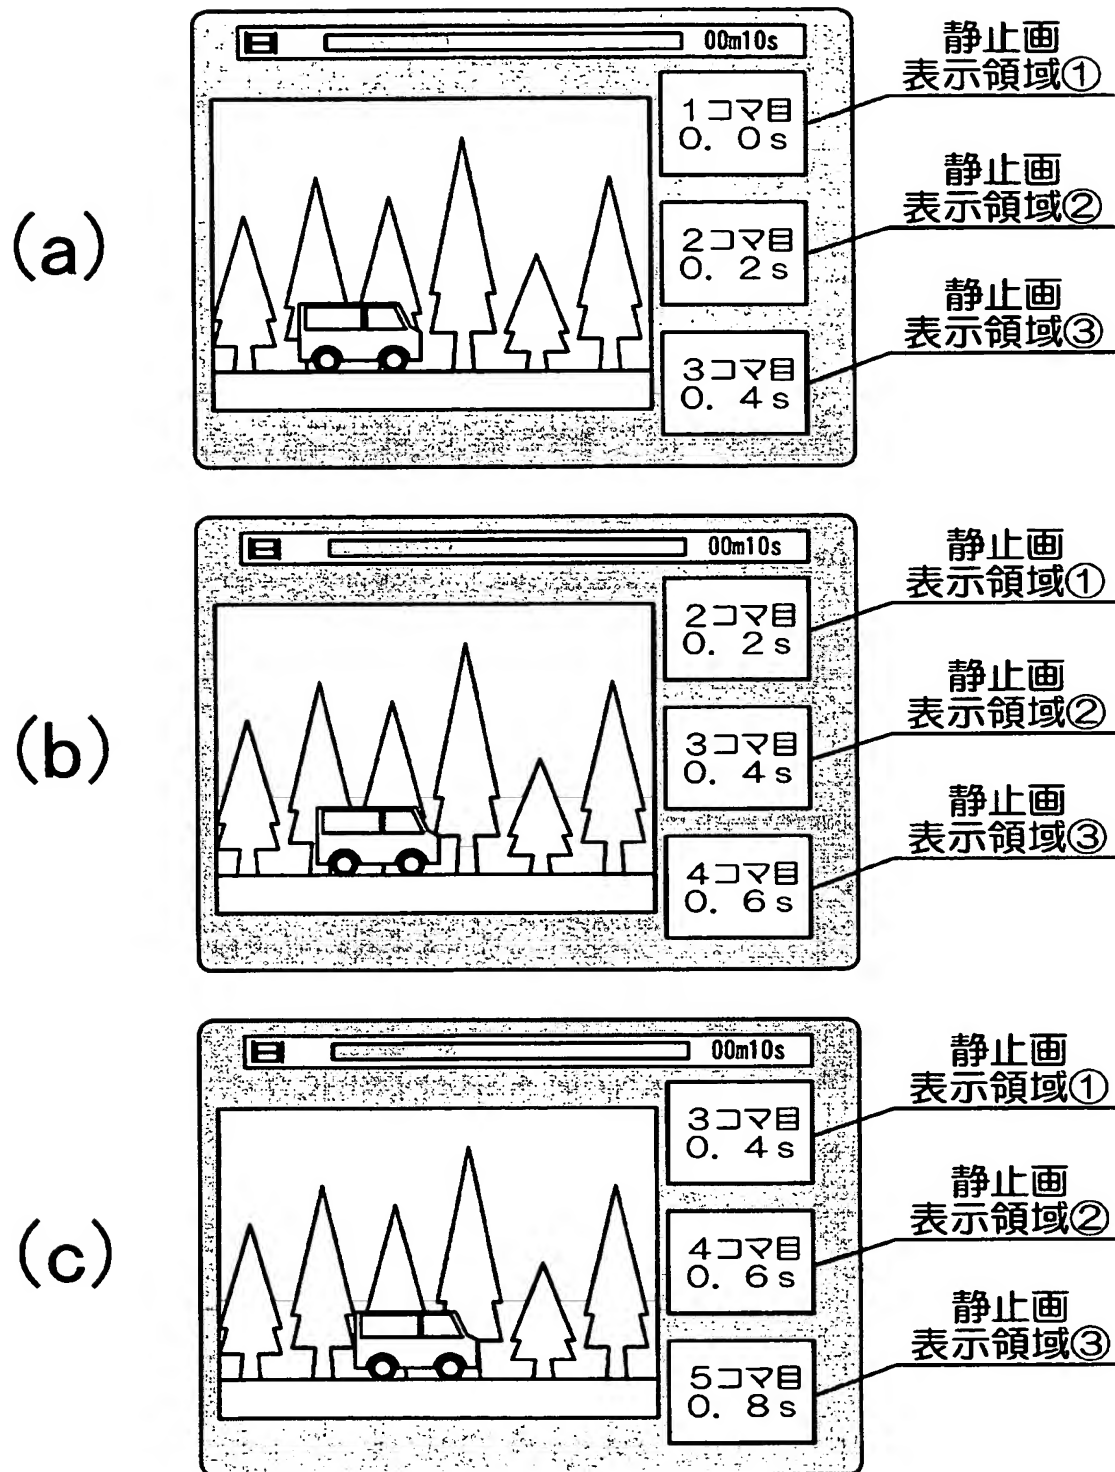 (a)
00m10s
1コマ目
0. 0s
2コマ目
0. 2s
3コマ目
0. 4s
静止画
表示領域①
静止画
表示領域②
静止画
表示領域③
(b)
00m10s
2コマ目
0. 2s
3コマ目
0. 4s
4コマ目
0. 6s
静止画
表示領域①
静止画
表示領域②
静止画
表示領域③
(c)
00m10s
3コマ目
0. 4s
4コマ目
0. 6s
5コマ目
0. 8s
静止画
表示領域①
静止画
表示領域②
静止画
表示領域③